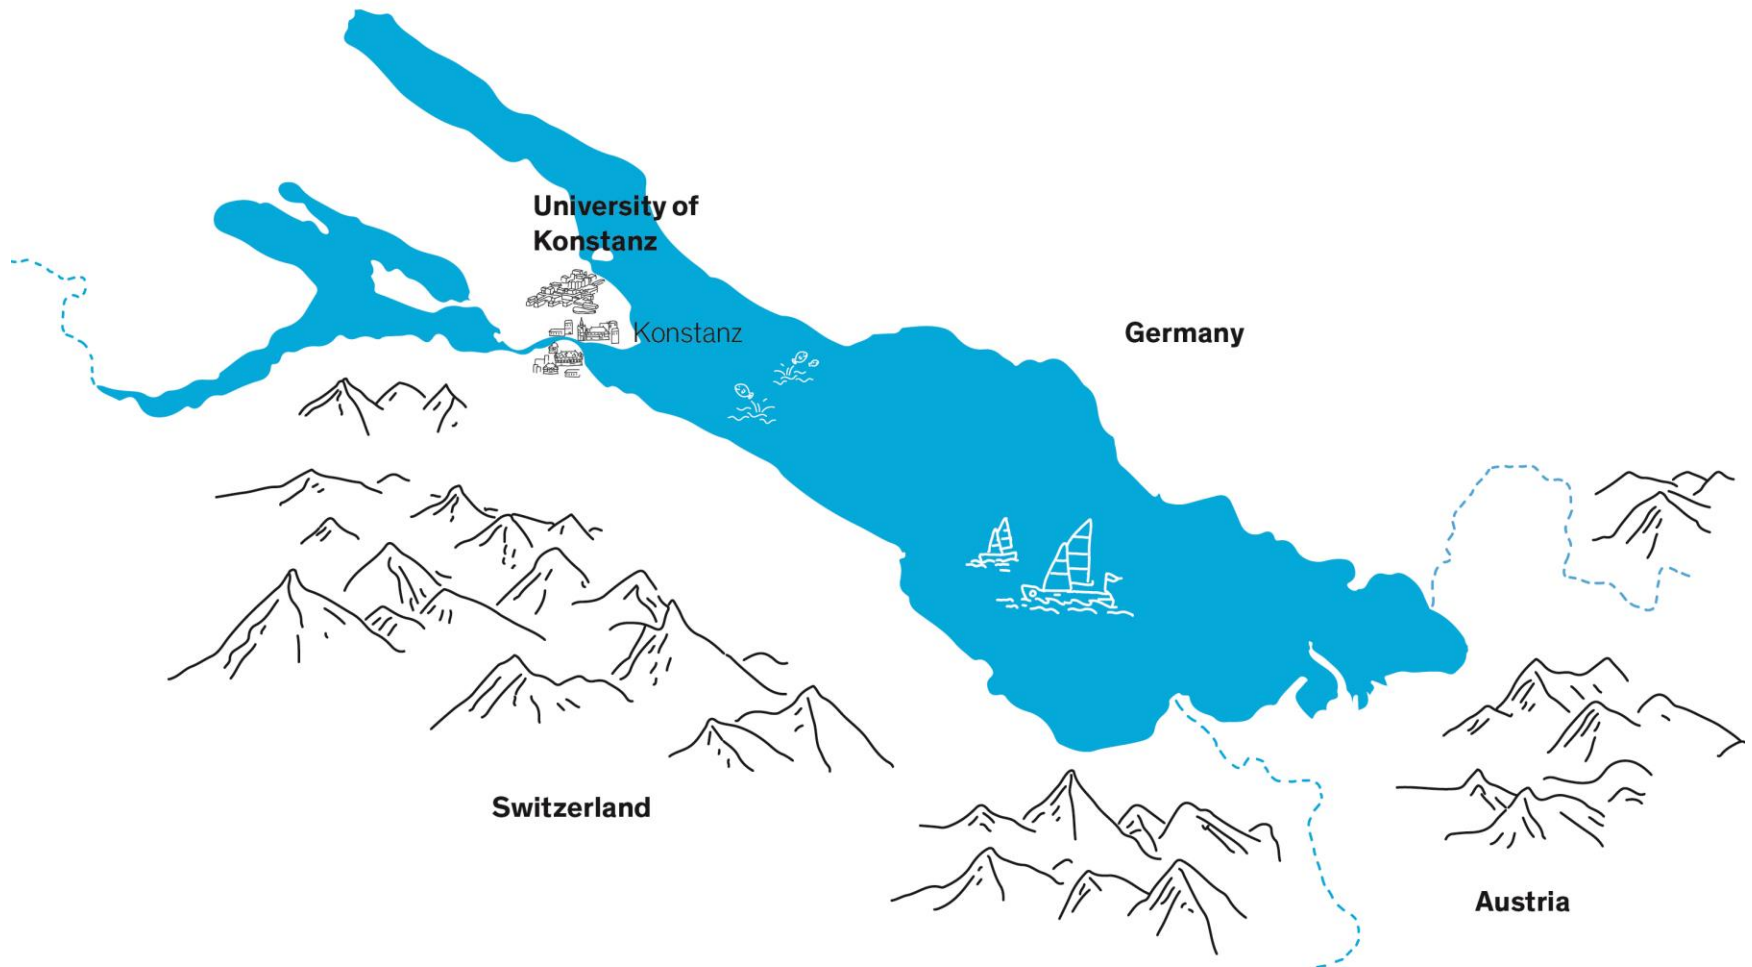 University of
Konstanz
Konstanz
Germany
Switzerland
Austria